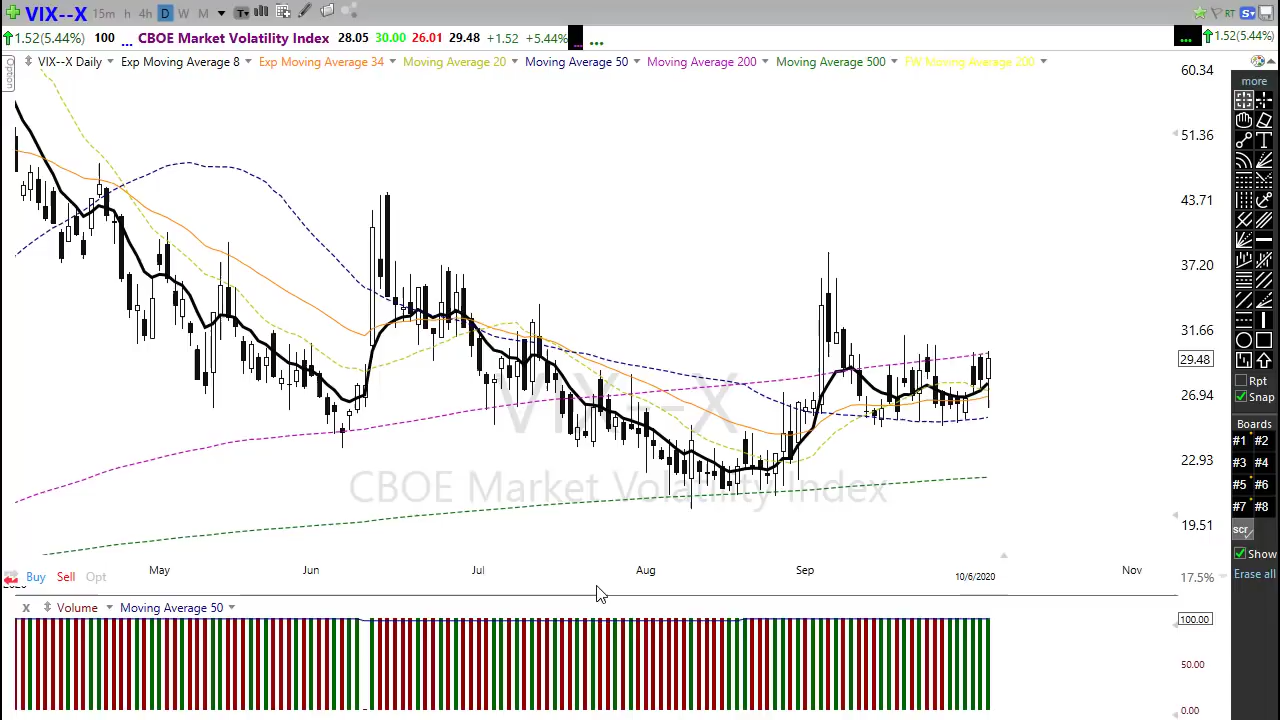 VIX--X 15m h 4h D W M T RT S
1.52(5.44%) 100 ... CBOE Market Volatility Index 28.05 30.00 26.01 29.48 +1.52 +5.44% ... ... 1.52(5.44%)
Option VIX--X Daily Exp Moving Average 8 Exp Moving Average 34 Moving Average 20 Moving Average 50 Moving Average 200 Moving Average 500 FW Moving Average 200
60.34
more
51.36
43.71
37.20
31.66
29.48
Rpt
26.94
Snap
VIX--X
Boards
#1 #2
22.93
#3 #4
CBOE Market Volatility Index
#5 #6
#7 #8
19.51
scr
Show
May Jun Jul Aug Sep 10/6/2020 Nov
Erase all
Buy Sell Opt 17.5%
X Volume Moving Average 50
100.00
50.00
0.00